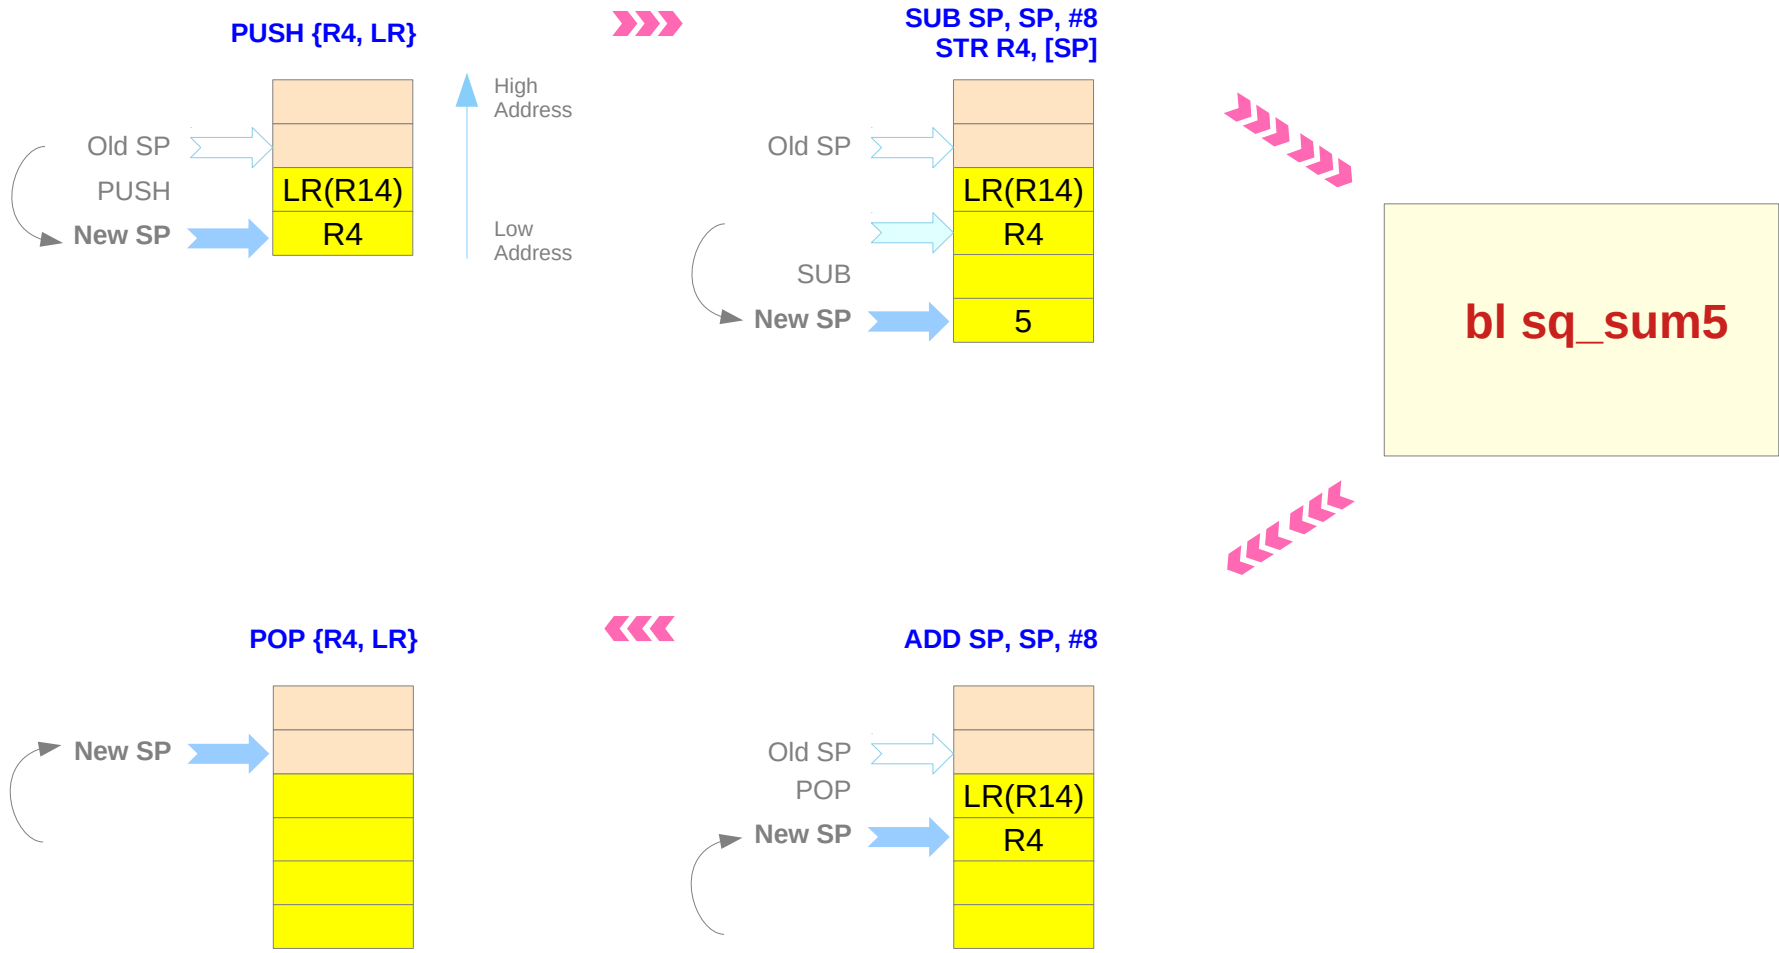 PUSH {R4, LR}
High
Address
Old SP
PUSH
LR(R14)
New SP
R4
Low
Address
SUB SP, SP, #8
STR R4, [SP]
Old SP
LR(R14)
R4
SUB
New SP
5
bl sq_sum5
POP {R4, LR}
New SP
ADD SP, SP, #8
Old SP
POP
LR(R14)
New SP
R4